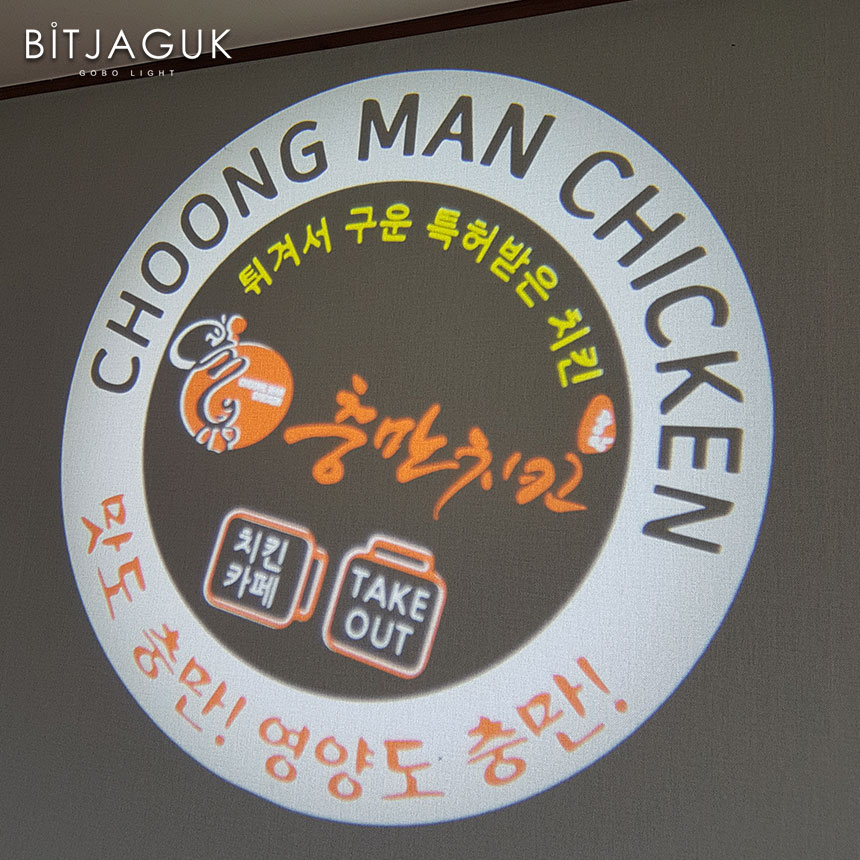 BITJAGUK
GOBO LIGHT
CHOONG MAN CHICKEN
튀겨서 구운 특허받은 치킨
충만치킨
치킨
카페
TAKE
OUT
맛도 충만! 영양도 충만!